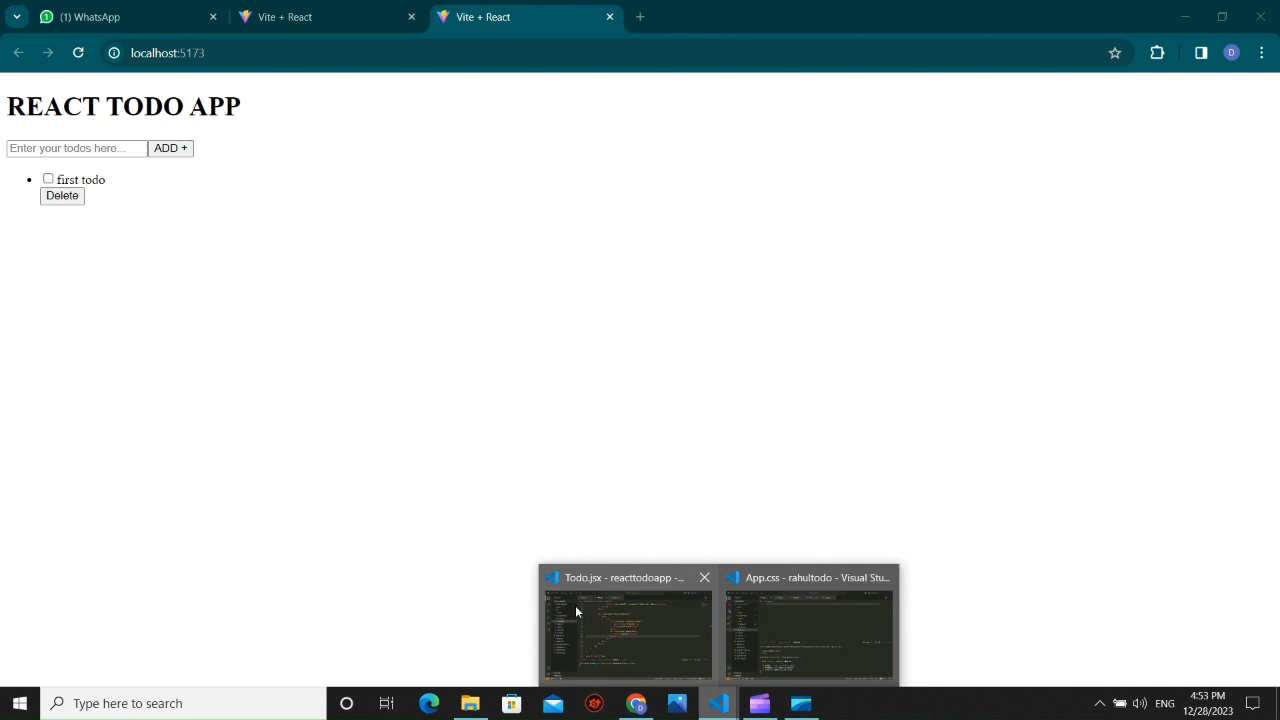 (1) WhatsApp
Vite + React
Vite + React
localhost:5173
D
REACT TODO APP
Enter your todos here...
ADD +
first todo
Delete
Todo.jsx - reacttodoapp -...
App.css - rahultodo - Visual Stu...
Type here to search
ENG
4:53 PM
12/28/2023